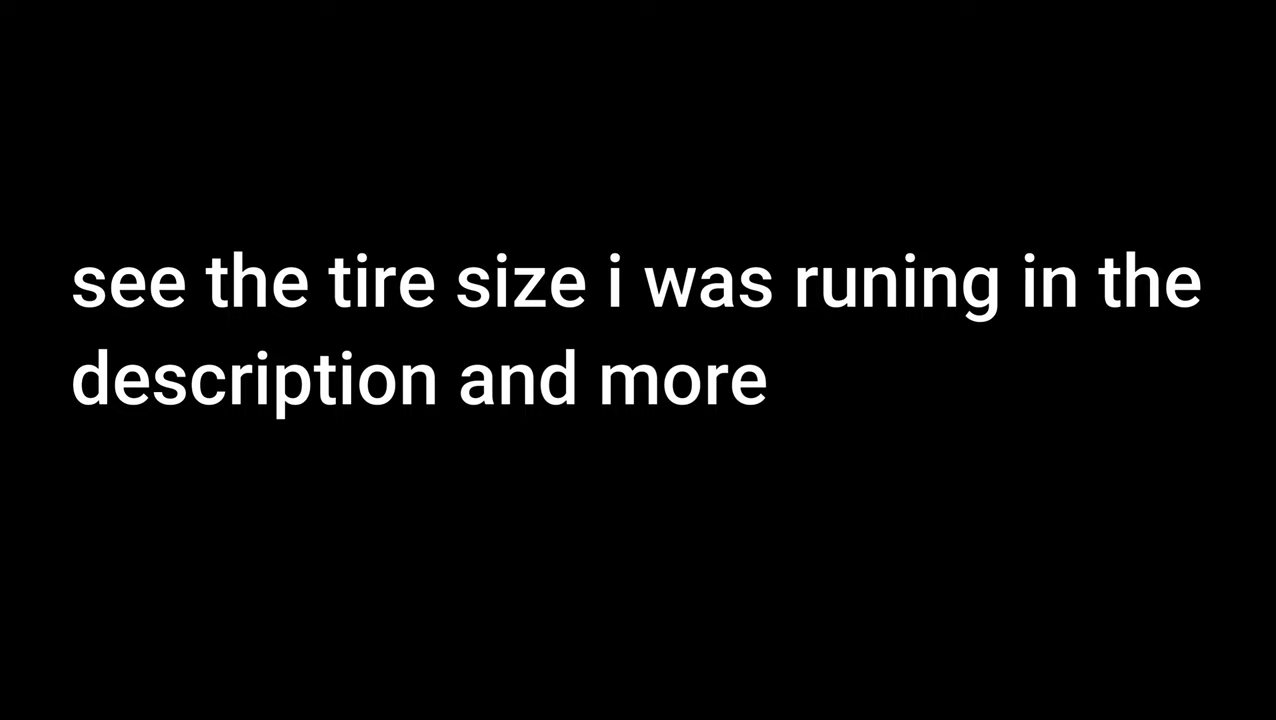 see the tire size i was runing in the
description and more